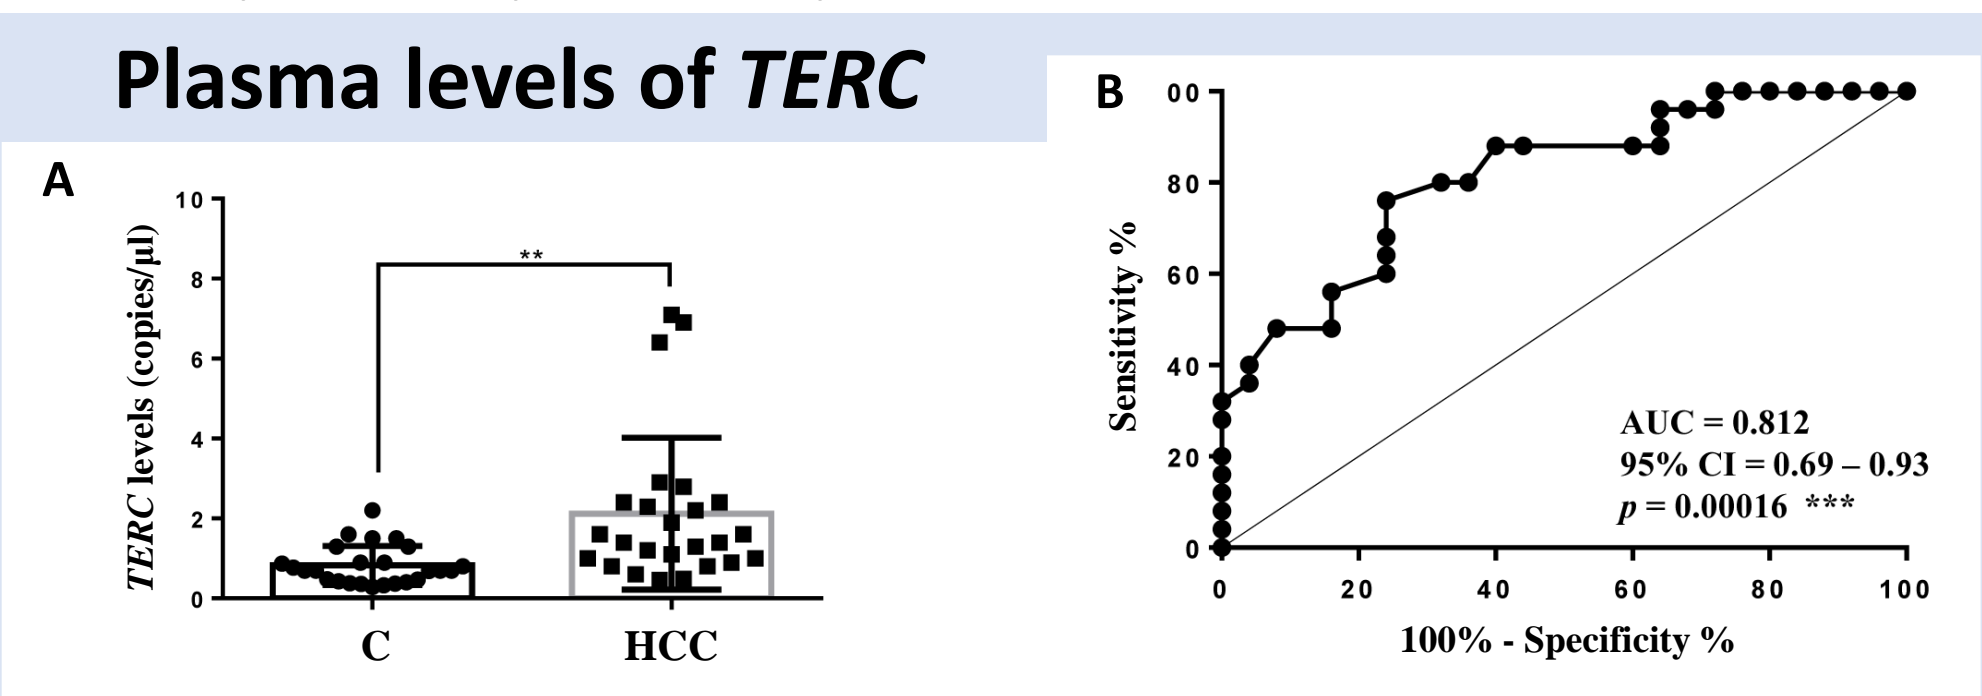 Plasma levels of TERC
A
10
8
6
4
2
0
TERC levels (copies/µl)
**
C
HCC
B
00
80
60
40
20
0
Sensitivity %
0 20 40 60 80 100
100% - Specificity %
AUC = 0.812
95% CI = 0.69 – 0.93
p = 0.00016 ***